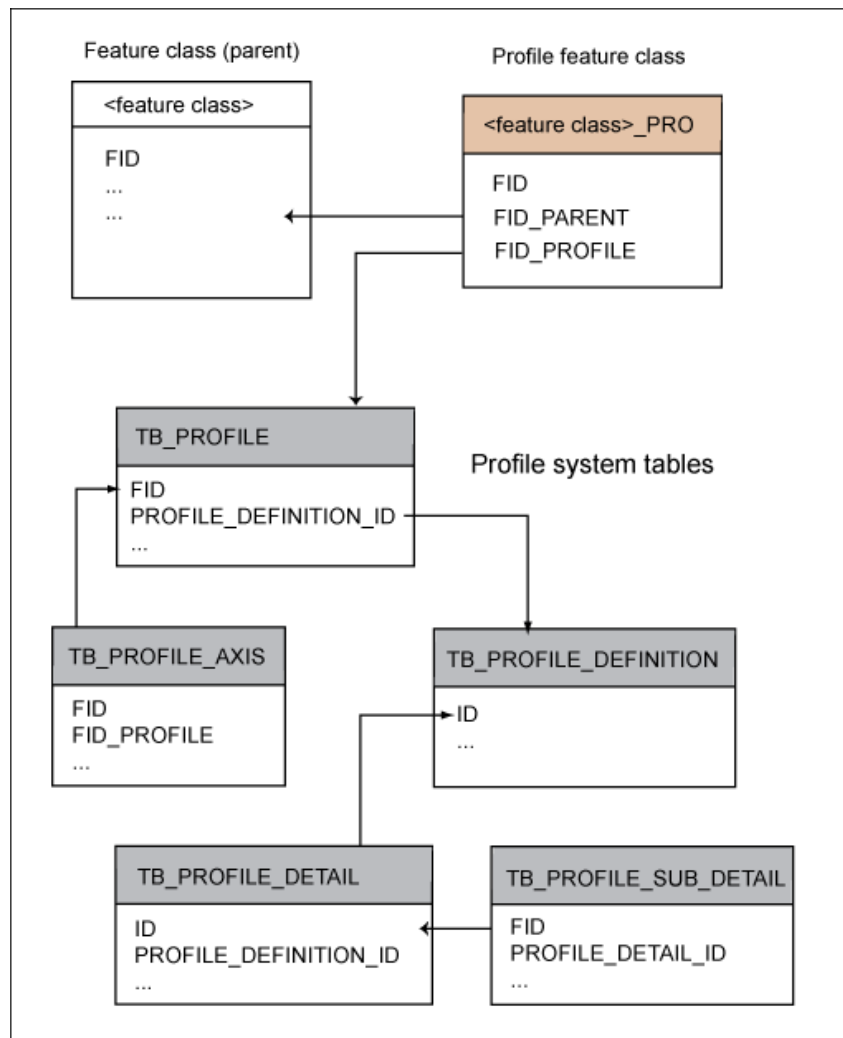 Feature class (parent)
Profile feature class
<feature class>
FID
...
...
<feature class>_PRO
FID
FID_PARENT
FID_PROFILE
TB_PROFILE
FID
PROFILE_DEFINITION_ID
...
Profile system tables
TB_PROFILE_AXIS
FID
FID_PROFILE
...
TB_PROFILE_DEFINITION
ID
...
TB_PROFILE_DETAIL
ID
PROFILE_DEFINITION_ID
...
TB_PROFILE_SUB_DETAIL
FID
PROFILE_DETAIL_ID
...